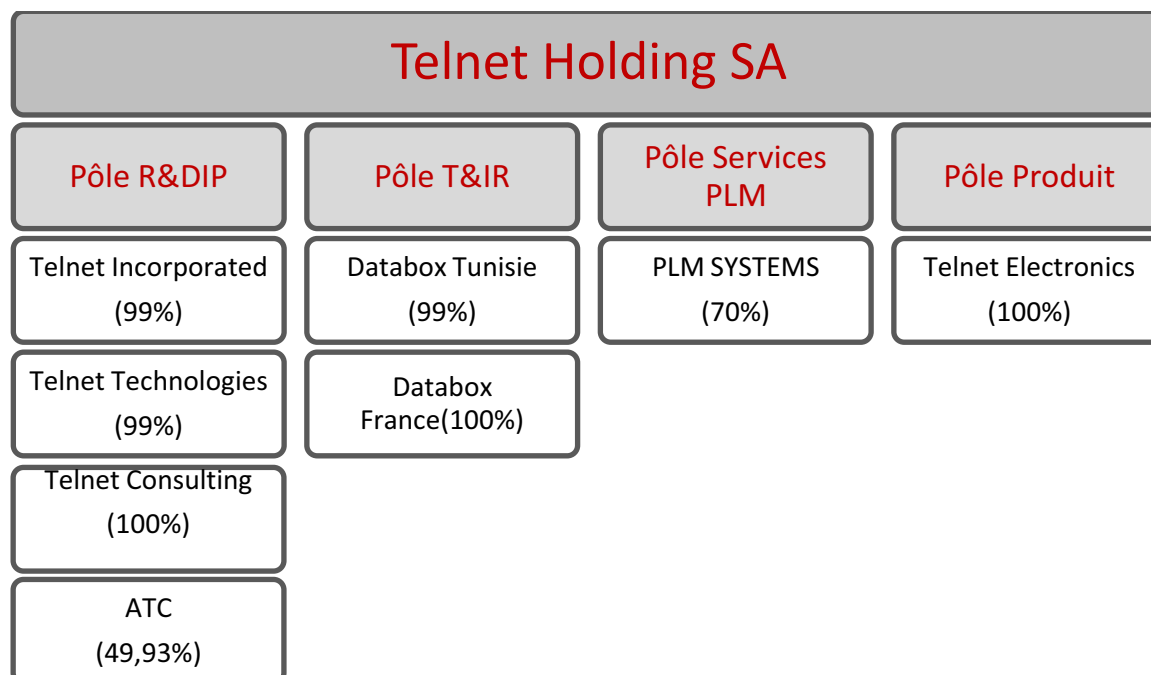 Telnet Holding SA
Pôle R&DIP
Telnet Incorporated
(99%)
Telnet Technologies
(99%)
Telnet Consulting
(100%)
ATC
(49,93%)
Pôle T&IR
Databox Tunisie
(99%)
Databox
France(100%)
Pôle Services
PLM
PLM SYSTEMS
(70%)
Pôle Produit
Telnet Electronics
(100%)